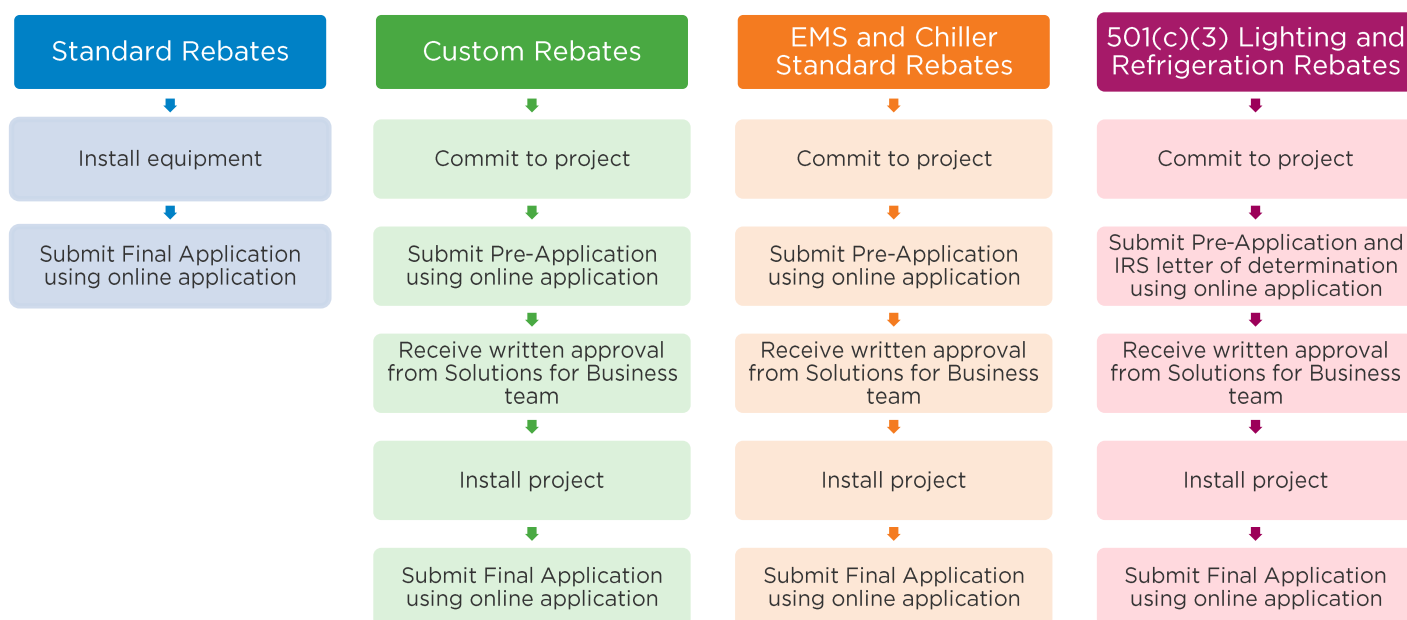 Standard Rebates
Install equipment
Submit Final Application
using online application
Custom Rebates
Commit to project
Submit Pre-Application
using online application
Receive written approval
from Solutions for Business
team
Install project
Submit Final Application
using online application
EMS and Chiller
Standard Rebates
Commit to project
Submit Pre-Application
using online application
Receive written approval
from Solutions for Business
team
Install project
Submit Final Application
using online application
501(c)(3) Lighting and
Refrigeration Rebates
Commit to project
Submit Pre-Application and
IRS letter of determination
using online application
Receive written approval
from Solutions for Business
team
Install project
Submit Final Application
using online application